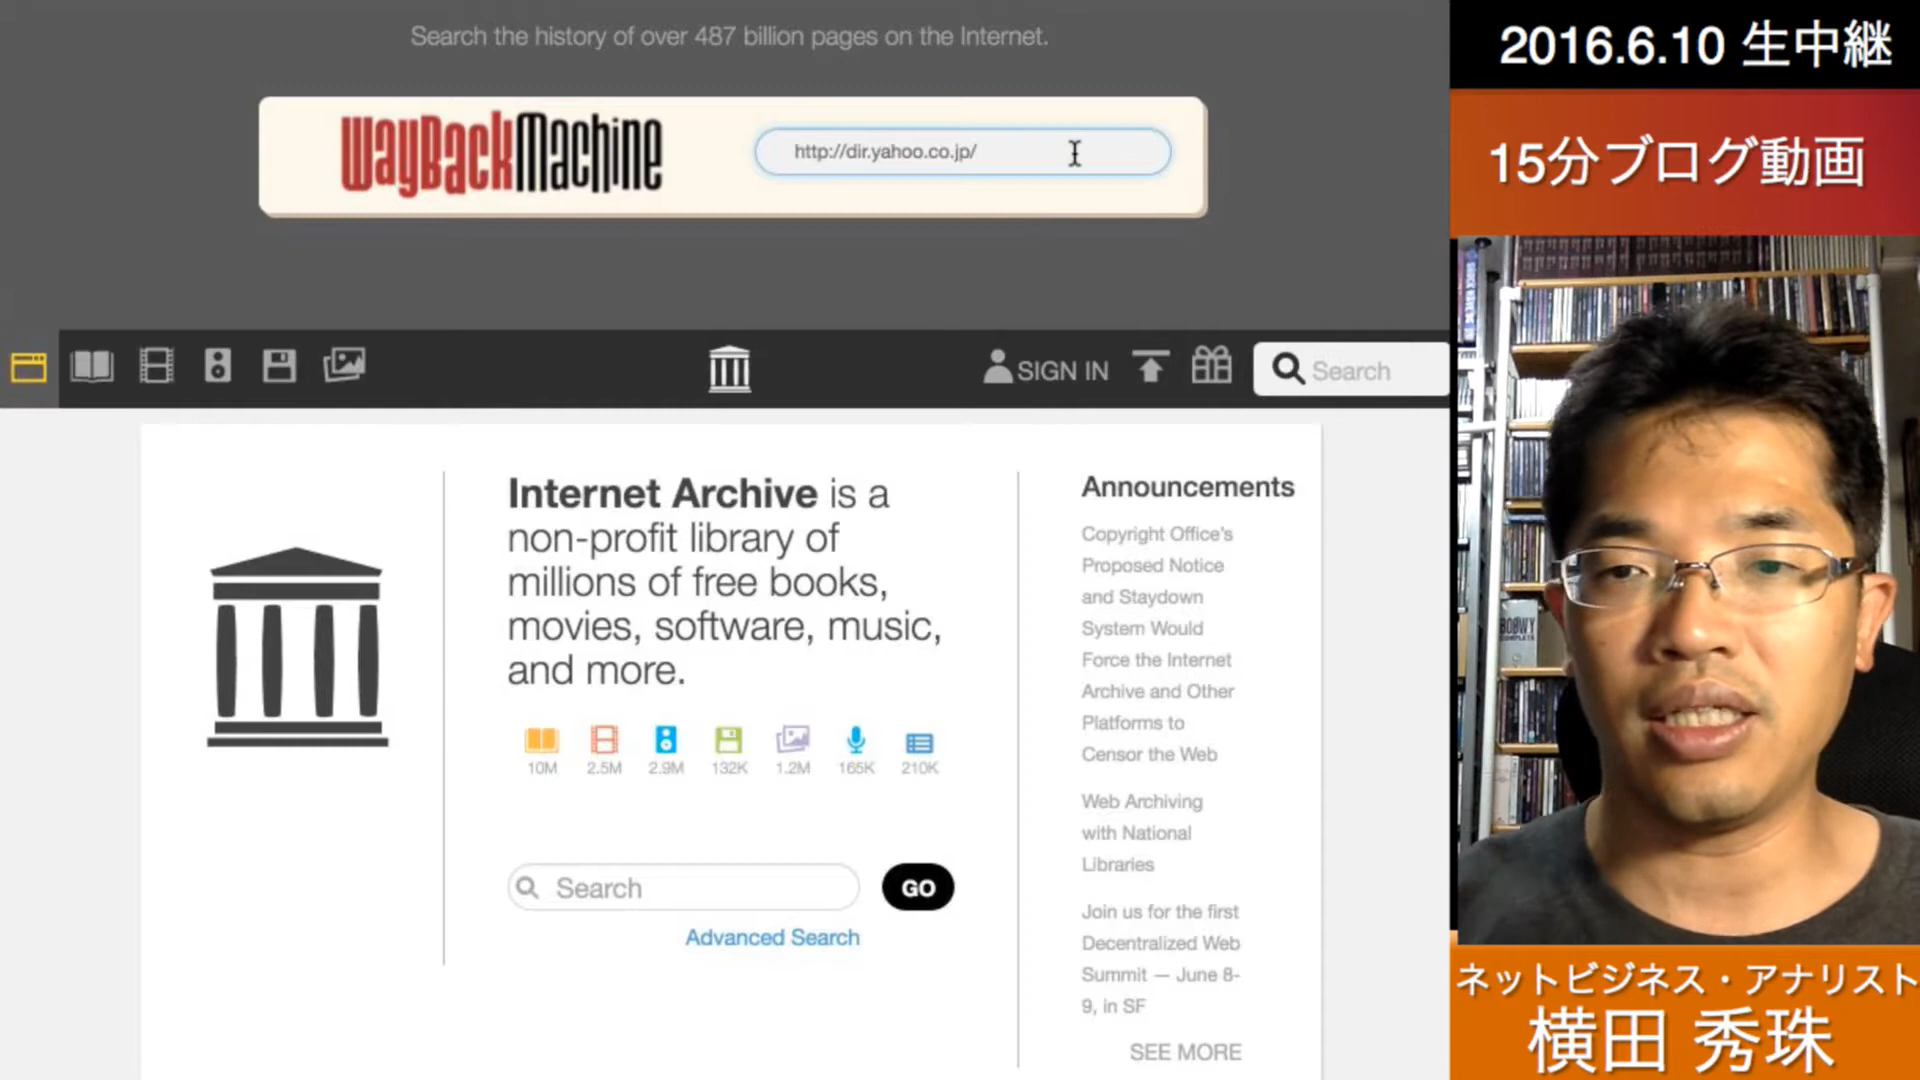 Search the history of over 487 billion pages on the Internet.
WayBackMachine
http://dir.yahoo.co.jp/
SIGN IN
Search
Internet Archive is a
non-profit library of
millions of free books,
movies, software, music,
and more.
10M 2.5M 2.9M 132K 1.2M 165K 210K
Search
GO
Advanced Search
Announcements
Copyright Office's
Proposed Notice
and Staydown
System Would
Force the Internet
Archive and Other
Platforms to
Censor the Web
Web Archiving
with National
Libraries
Join us for the first
Decentralized Web
Summit — June 8-
9, in SF
SEE MORE
2016.6.10 生中継
15分ブログ動画
BOØWY
COMPLETE
ネットビジネス・アナリスト
横田 秀珠